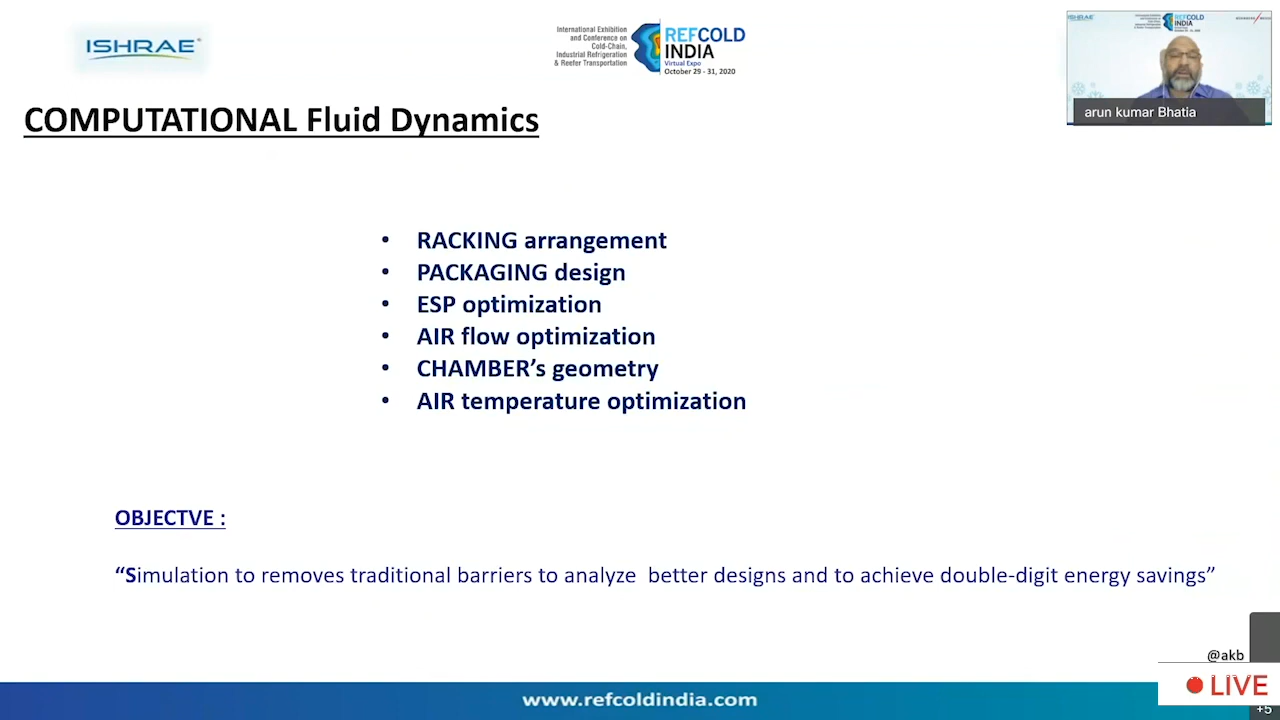 ISHRAE
International Exhibition
and Conference on
Cold-Chain,
Industrial Refrigeration
& Reefer Transportation
REFCOLD
INDIA
Virtual Expo
October 29 - 31, 2020
arun kumar Bhatia
COMPUTATIONAL Fluid Dynamics
• RACKING arrangement
• PACKAGING design
• ESP optimization
• AIR flow optimization
• CHAMBER’s geometry
• AIR temperature optimization
OBJECTVE :
“Simulation to removes traditional barriers to analyze better designs and to achieve double-digit energy savings”
@akb
LIVE
www.refcoldindia.com
+5